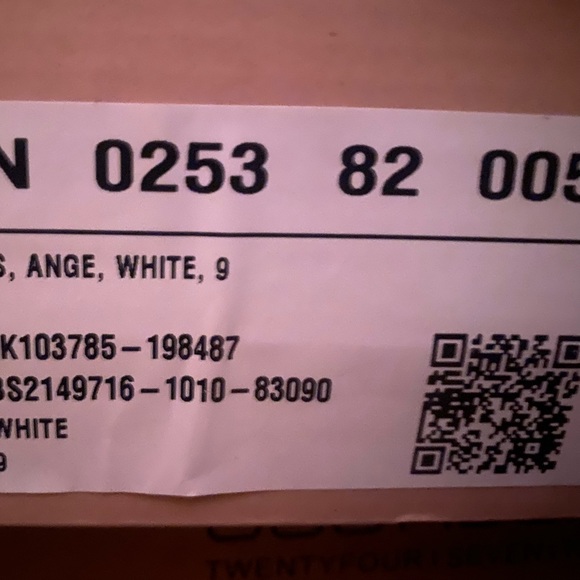 N 0253 82 005
S, ANGE, WHITE, 9
K103785-198487
BS2149716-1010-83090
WHITE
9
TWENTYFOUR